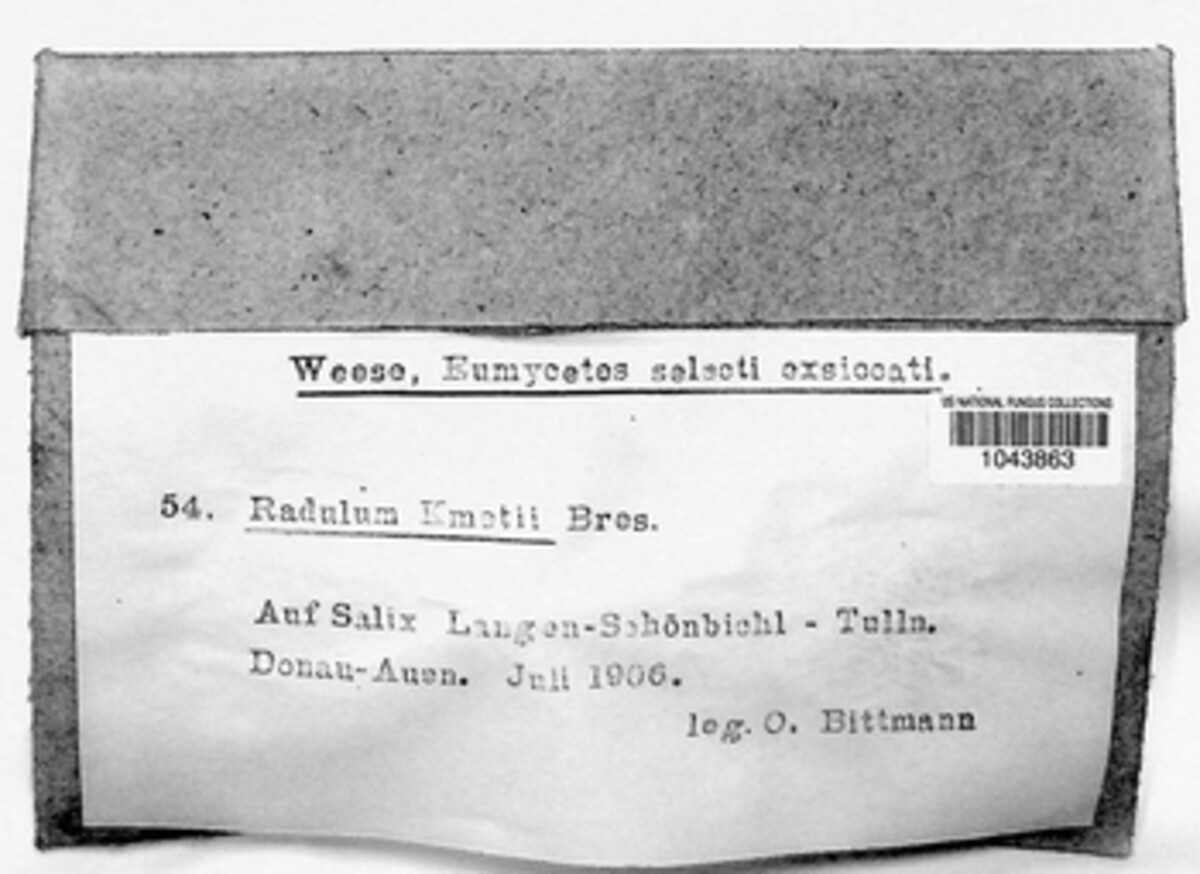 Weese, Eumycetes selecti exsiccati.
US NATIONAL FUNGUS COLLECTIONS
1043863
54. Radulum Kmetii Bres.
Auf Salix Langen-Schönbichl - Tulln.
Donau-Auen. Juli 1906.
leg. O. Bittmann